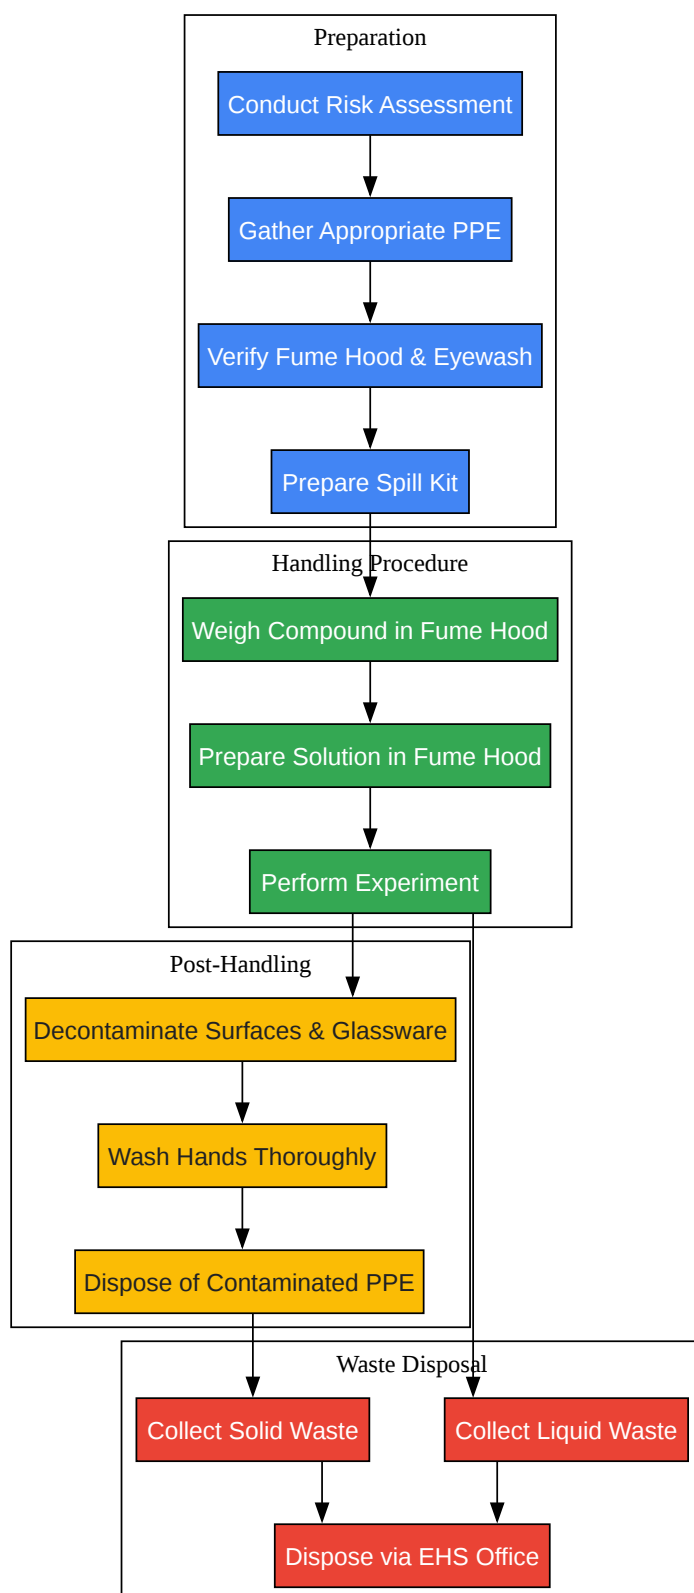 Preparation
Conduct Risk Assessment
Gather Appropriate PPE
Verify Fume Hood & Eyewash
Prepare Spill Kit
Handling Procedure
Weigh Compound in Fume Hood
Prepare Solution in Fume Hood
Perform Experiment
Post-Handling
Decontaminate Surfaces & Glassware
Wash Hands Thoroughly
Dispose of Contaminated PPE
Waste Disposal
Collect Solid Waste
Collect Liquid Waste
Dispose via EHS Office